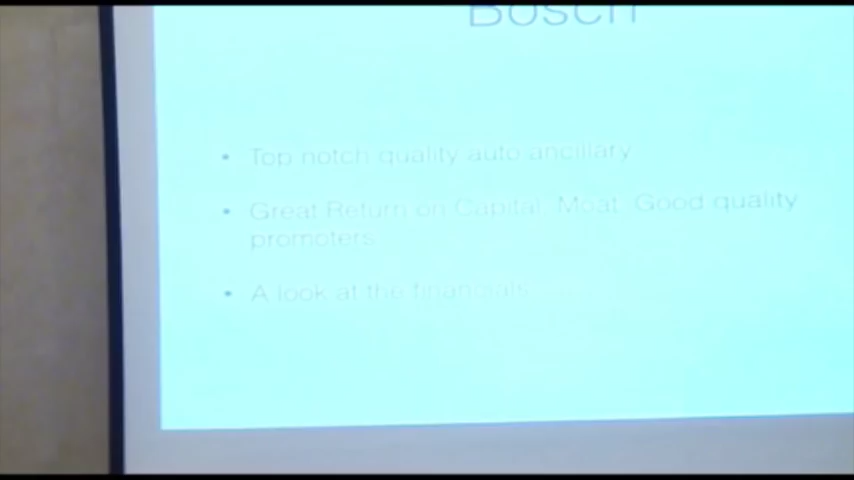 Bosch
• Top notch quality auto ancillary
• Great Return on Capital, Moat, Good quality
promoters
• A look at the financials